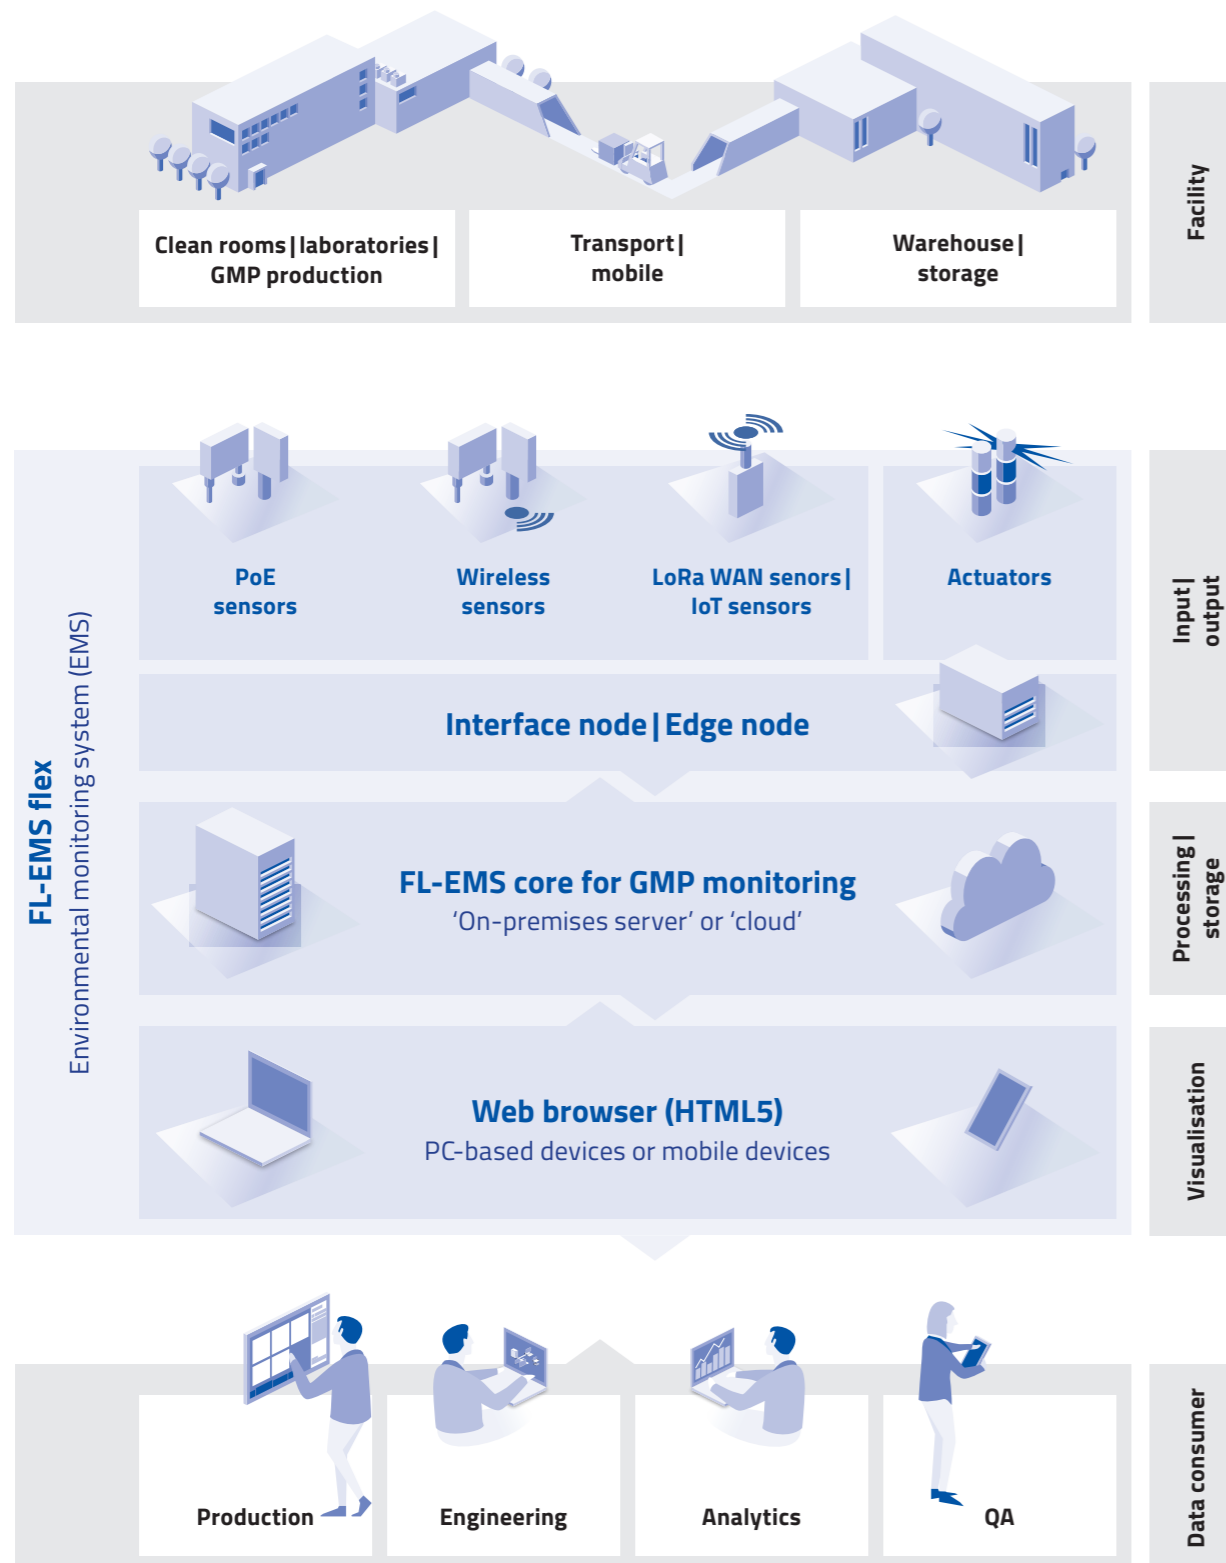 Clean rooms | laboratories |
GMP production
Transport |
mobile
Warehouse |
storage
Facility
FL-EMS flex
Environmental monitoring system (EMS)
PoE
sensors
Wireless
sensors
LoRa WAN senors |
IoT sensors
Actuators
Input |
output
Interface node | Edge node
FL-EMS core for GMP monitoring
‘On-premises server’ or ‘cloud’
Processing |
storage
Web browser (HTML5)
PC-based devices or mobile devices
Visualisation
Production
Engineering
Analytics
QA
Data consumer